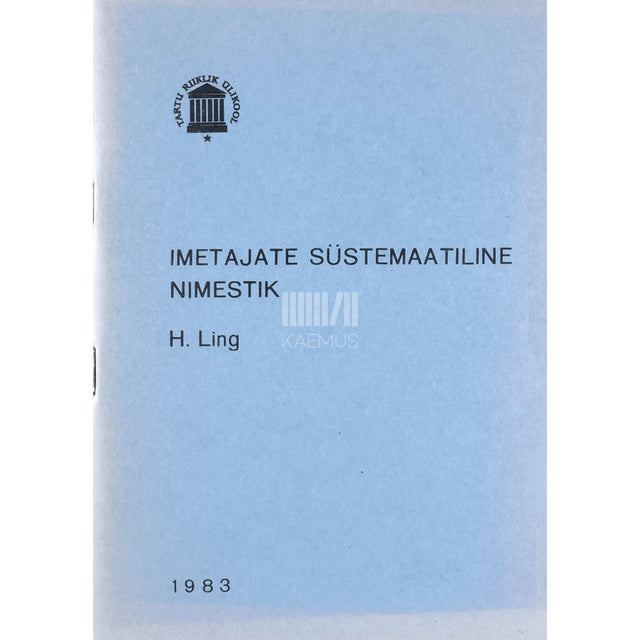 TARTU RIIKLIK ÜLIKOOL
IMETAJATE SÜSTEMAATILINE
NIMESTIK
KAEMUS
H. Ling
1983